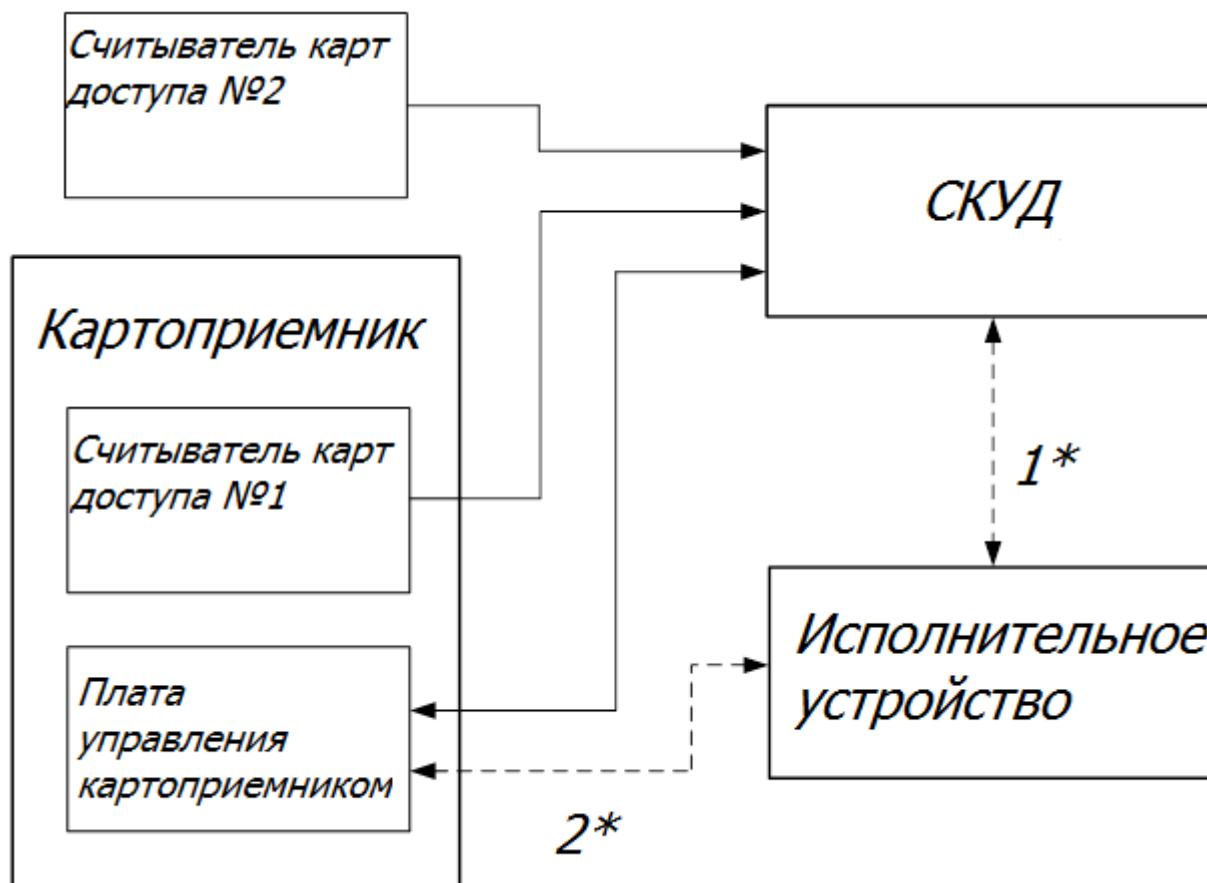 Считыватель карт
доступа №2
СКУД
Картоприемник
Считыватель карт
доступа №1
1*
Исполнительное
устройство
Плата
управления
картоприемником
2*